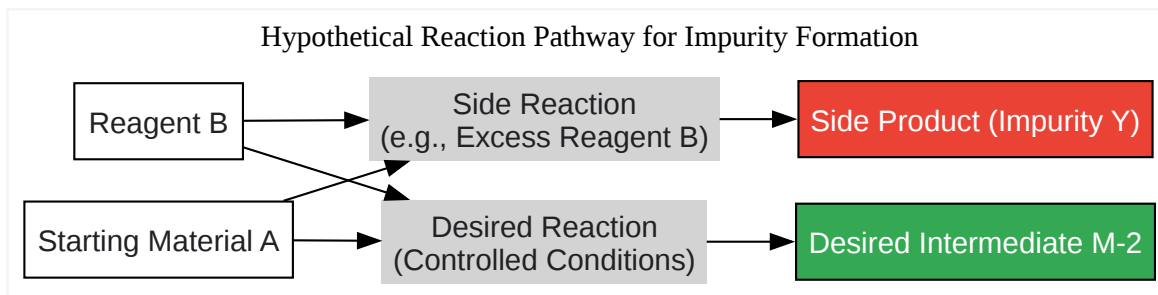 Hypothetical Reaction Pathway for Impurity Formation
Reagent B
Side Reaction
(e.g., Excess Reagent B)
Side Product (Impurity Y)
Starting Material A
Desired Reaction
(Controlled Conditions)
Desired Intermediate M-2